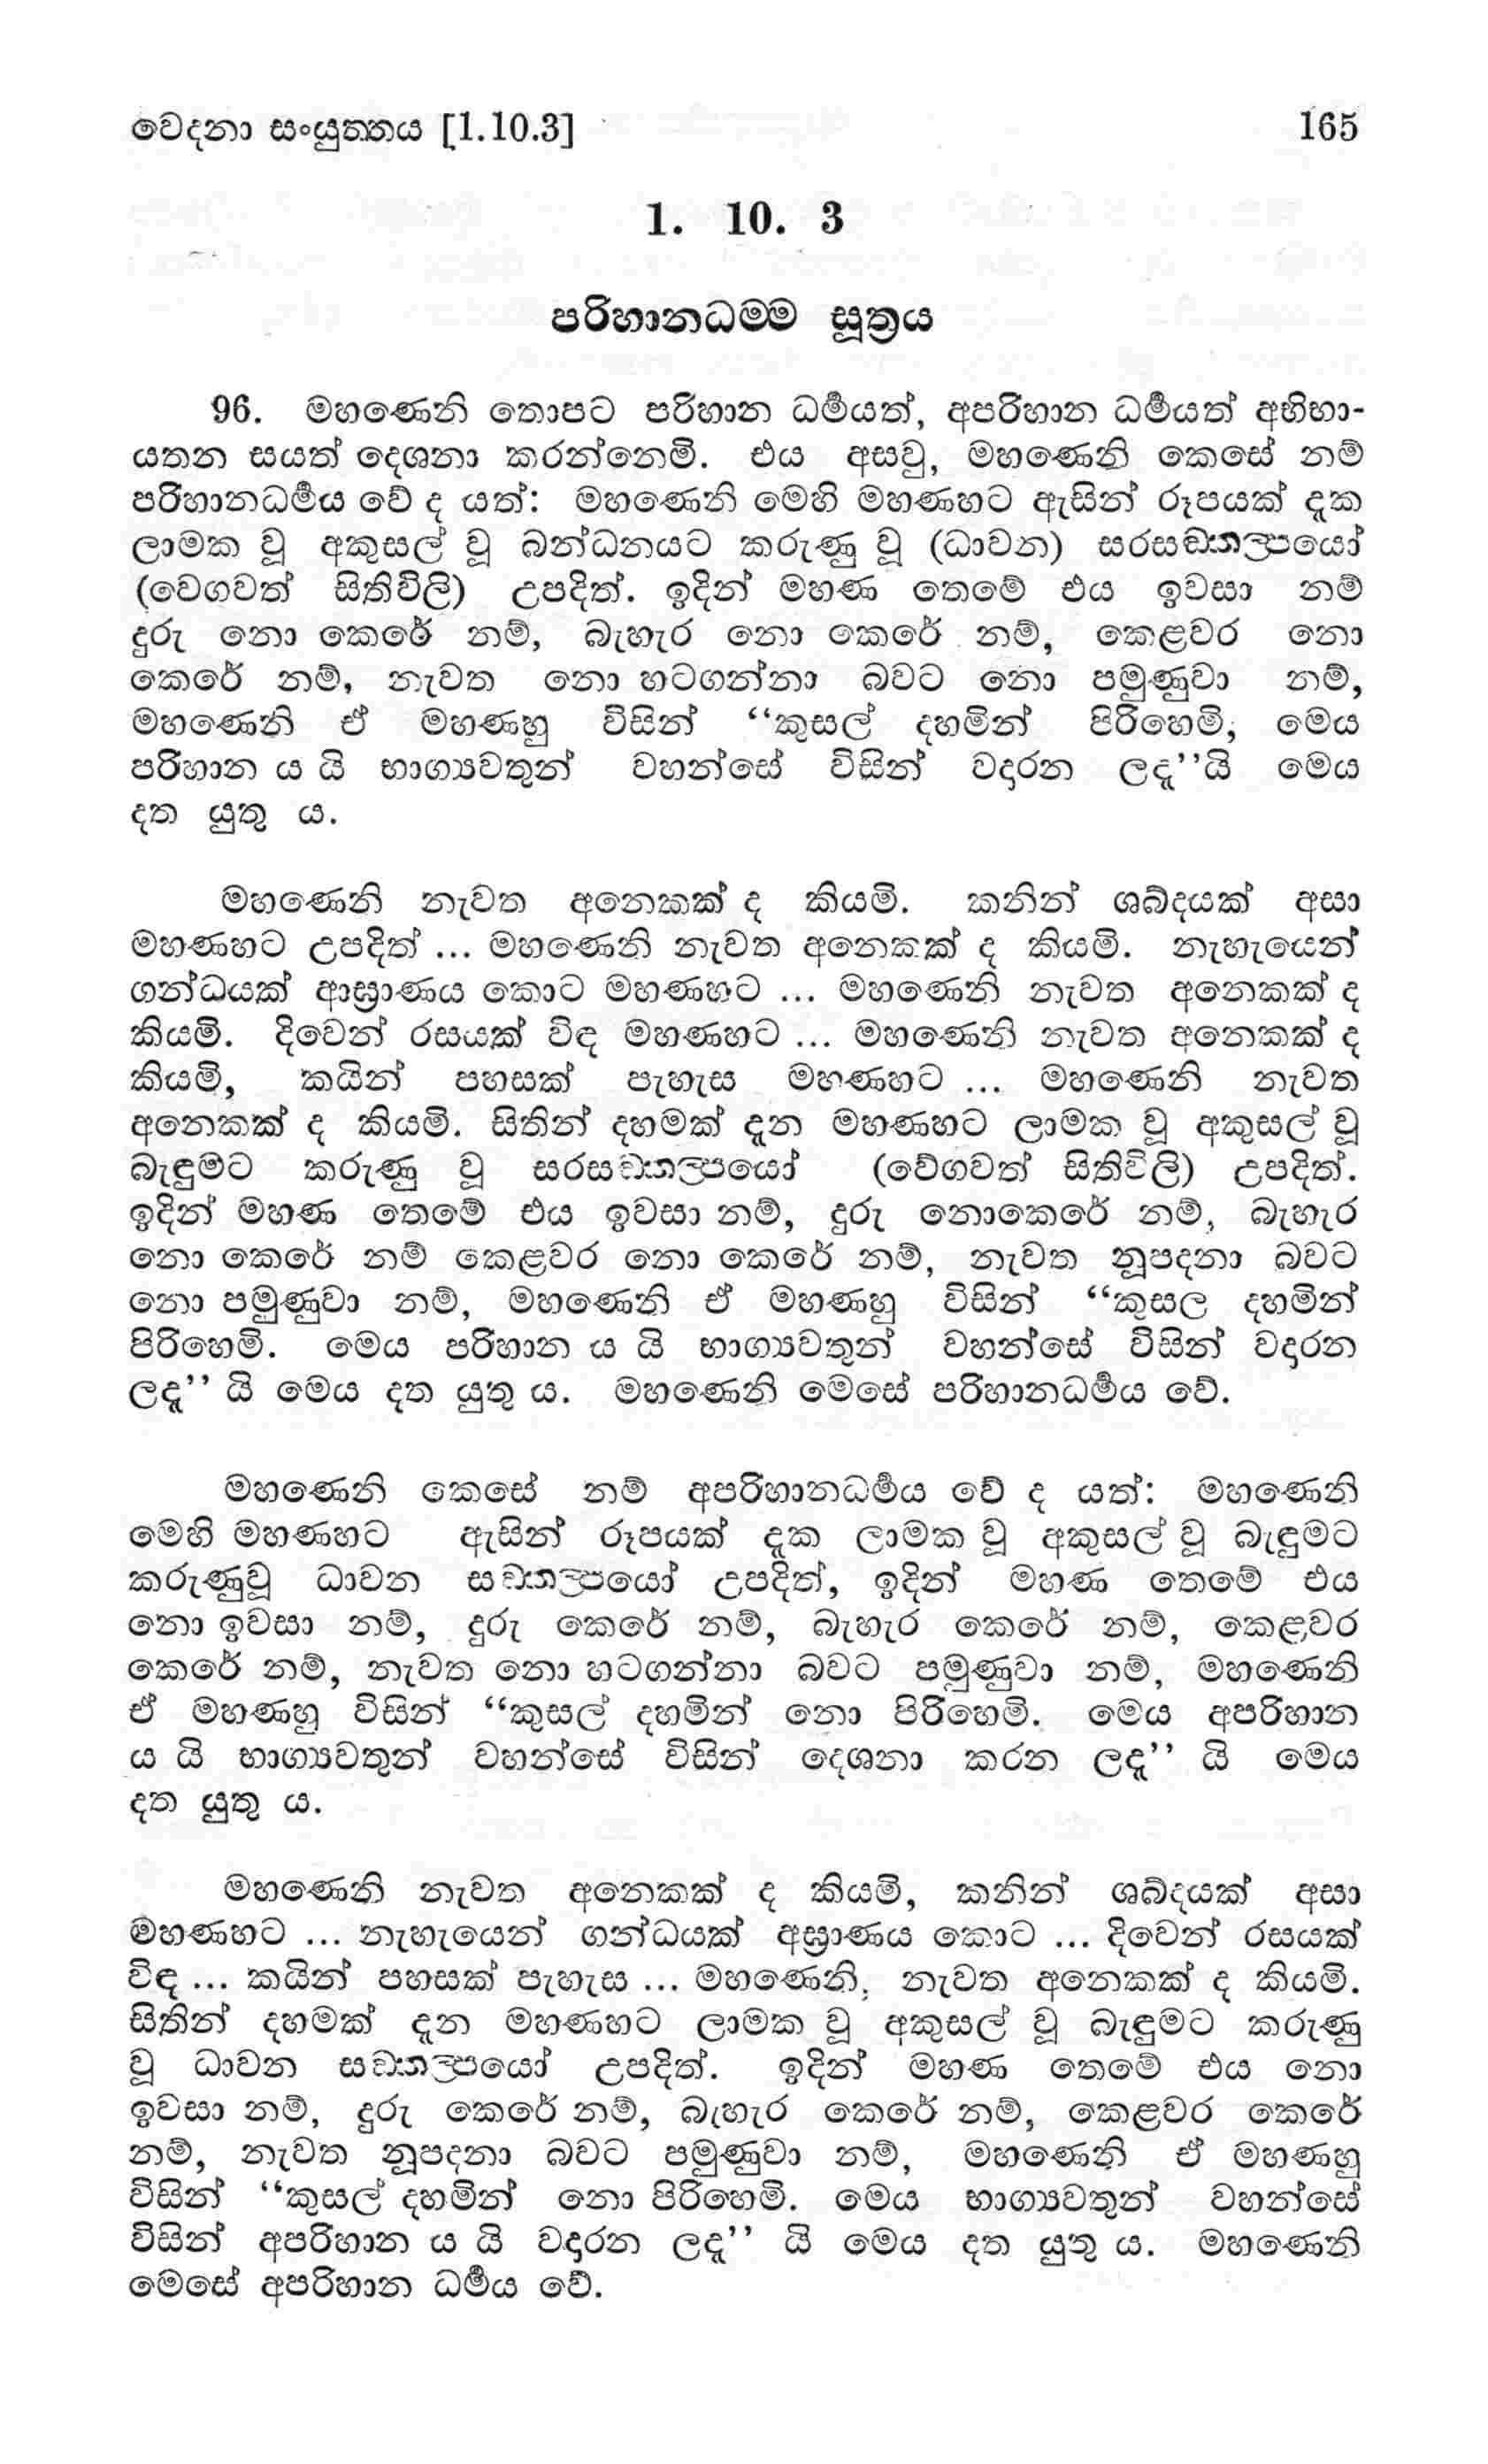 වෙදනා සංයුත්තය [1.10.3] 165
1. 10. 3
පරිහානධම්ම සූත්‍රය
96. මහණෙනි තොපට පරිහාන ධර්‍මයත්, අපරිහාන ධර්‍මයත් අභිභා-
යතන සයත් දෙශනා කරන්නෙමි. එය අසවු, මහණෙනි කෙසේ නම්
පරිහානධර්‍මය වේ ද යත්: මහණෙනි මෙහි මහණහට ඇසින් රූපයක් දැක
ලාමක වූ අකුසල් වූ බන්ධනයට කරුණු වූ (ධාවන) සරසඞ්කල්පයෝ
(වෙගවත් සිතිවිලි) උපදිත්. ඉදින් මහණ තෙමේ එය ඉවසා නම්
දුරු නො කෙරේ නම්, බැහැර නො කෙරේ නම්, කෙළවර නො
කෙරේ නම්, නැවත නො හටගන්නා බවට නො පමුණුවා නම්,
මහණෙනි ඒ මහණහු විසින් “කුසල් දහමින් පිරිහෙමි; මෙය
පරිහාන ය යි භාග්‍යවතුන් වහන්සේ විසින් වදාරන ලදැ”යි මෙය
දත යුතු ය.
මහණෙනි නැවත අනෙකක් ද කියමි. කනින් ශබ්දයක් අසා
මහණහට උපදිත් ... මහණෙනි නැවත අනෙකක් ද කියමි. නැහැයෙන්
ගන්ධයක් ආඝ්‍රාණය කොට මහණහට ... මහණෙනි නැවත අනෙකක් ද
කියමි. දිවෙන් රසයක් විඳ මහණහට ... මහණෙනි නැවත අනෙකක් ද
කියමි, කයින් පහසක් පැහැස මහණහට ... මහණෙනි නැවත
අනෙකක් ද කියමි. සිතින් දහමක් දැන මහණහට ලාමක වූ අකුසල් වූ
බැඳුමට කරුණු වූ සරසඞ්කල්පයෝ (වේගවත් සිතිවිලි) උපදිත්.
ඉදින් මහණ තෙමේ එය ඉවසා නම්, දුරු නොකෙරේ නම්, බැහැර
නො කෙරේ නම් කෙළවර නො කෙරේ නම්, නැවත නූපදනා බවට
නො පමුණුවා නම්, මහණෙනි ඒ මහණහු විසින් “කුසල දහමින්
පිරිහෙමි. මෙය පරිහාන ය යි භාග්‍යවතුන් වහන්සේ විසින් වදාරන
ලදැ” යි මෙය දත යුතු ය. මහණෙනි මෙසේ පරිහානධර්‍මය වේ.
මහණෙනි කෙසේ නම් අපරිහානධර්‍මය වේ ද යත්: මහණෙනි
මෙහි මහණහට ඇසින් රූපයක් දැක ලාමක වූ අකුසල් වූ බැඳුමට
කරුණුවූ ධාවන සඞ්කල්පයෝ උපදිත්, ඉදින් මහණ තෙමේ එය
නො ඉවසා නම්, දුරු කෙරේ නම්, බැහැර කෙරේ නම්, කෙළවර
කෙරේ නම්, නැවත නො හටගන්නා බවට පමුණුවා නම්, මහණෙනි
ඒ මහණහු විසින් “කුසල් දහමින් නො පිරිහෙමි. මෙය අපරිහාන
ය යි භාග්‍යවතුන් වහන්සේ විසින් දෙශනා කරන ලදැ” යි මෙය
දත යුතු ය.
මහණෙනි නැවත අනෙකක් ද කියමි, කනින් ශබ්දයක් අසා
මහණහට ... නැහැයෙන් ගන්ධයක් අඝ්‍රාණය කොට ... දිවෙන් රසයක්
විඳ ... කයින් පහසක් පැහැස ... මහණෙනි, නැවත අනෙකක් ද කියමි.
සිතින් දහමක් දැන මහණහට ලාමක වූ අකුසල් වූ බැඳුමට කරුණු
වූ ධාවන සඞ්කල්පයෝ උපදිත්. ඉදින් මහණ තෙමේ එය නො
ඉවසා නම්, දුරු කෙරේ නම්, බැහැර කෙරේ නම්, කෙළවර කෙරේ
නම්, නැවත නූපදනා බවට පමුණුවා නම්, මහණෙනි ඒ මහණහු
විසින් “කුසල් දහමින් නො පිරිහෙමි. මෙය භාග්‍යවතුන් වහන්සේ
විසින් අපරිහාන ය යි වදාරන ලදැ” යි මෙය දත යුතු ය. මහණෙනි
මෙසේ අපරිහාන ධර්‍මය වේ.